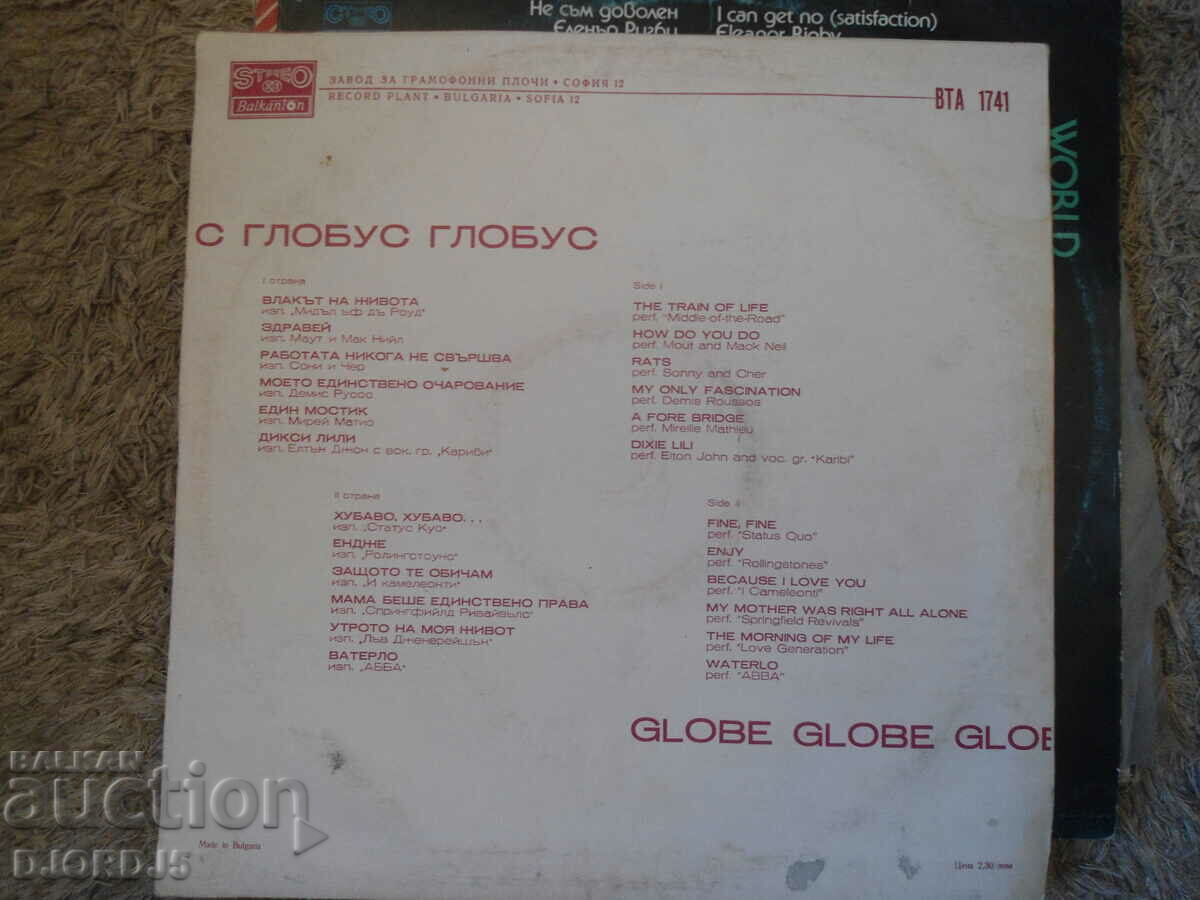 Не съм доволен
Еленър Ригби
I can get no (satisfaction)
Eleanor Rigby
STEREO 33
Balkanton
ЗАВОД ЗА ГРАМОФОННИ ПЛОЧИ • СОФИЯ 12
RECORD PLANT • BULGARIA • SOFIA 12
ВТА 1741
WORLD
С ГЛОБУС ГЛОБУС
I страна
ВЛАКЪТ НА ЖИВОТА
изп. „Мидъл ъф дъ Роуд“
ЗДРАВЕЙ
изп. Маут и Мак Нийл
РАБОТАТА НИКОГА НЕ СВЪРШВА
изп. Сони и Чер
МОЕТО ЕДИНСТВЕНО ОЧАРОВАНИЕ
изп. Демис Русос
ЕДИН МОСТИК
изп. Мирей Матио
ДИКСИ ЛИЛИ
изп. Елтън Джон с вок. гр. „Кариби“
Side I
THE TRAIN OF LIFE
perf. "Middle-of-the-Road"
HOW DO YOU DO
perf. Mout and Mack Neil
RATS
perf. Sonny and Cher
MY ONLY FASCINATION
perf. Demis Roussos
A FORE BRIDGE
perf. Mireille Mathieu
DIXIE LILI
perf. Elton John and voc. gr. "Karibi"
II страна
ХУБАВО, ХУБАВО. . .
изп. „Статус Куо“
ЕНДЖЕ
изп. „Ролингстоунс“
ЗАЩОТО ТЕ ОБИЧАМ
изп. „И камелеонти“
МАМА БЕШЕ ЕДИНСТВЕНО ПРАВА
изп. „Спрингфийлд Ривайвълс“
УТРОТО НА МОЯ ЖИВОТ
изп. „Лъв Дженерейшън“
ВАТЕРЛО
изп. „АББА“
Side II
FINE, FINE
perf. "Status Quo"
ENJY
perf. "Rollingstones"
BECAUSE I LOVE YOU
perf. "I Cameleonti"
MY MOTHER WAS RIGHT ALL ALONE
perf. "Springfield Revivals"
THE MORNING OF MY LIFE
perf. "Love Generation"
WATERLO
perf. "ABBA"
GLOBE GLOBE GLOB
Made in Bulgaria
Цена 2,30 лева
BALKAN
auction
DJORDJ5